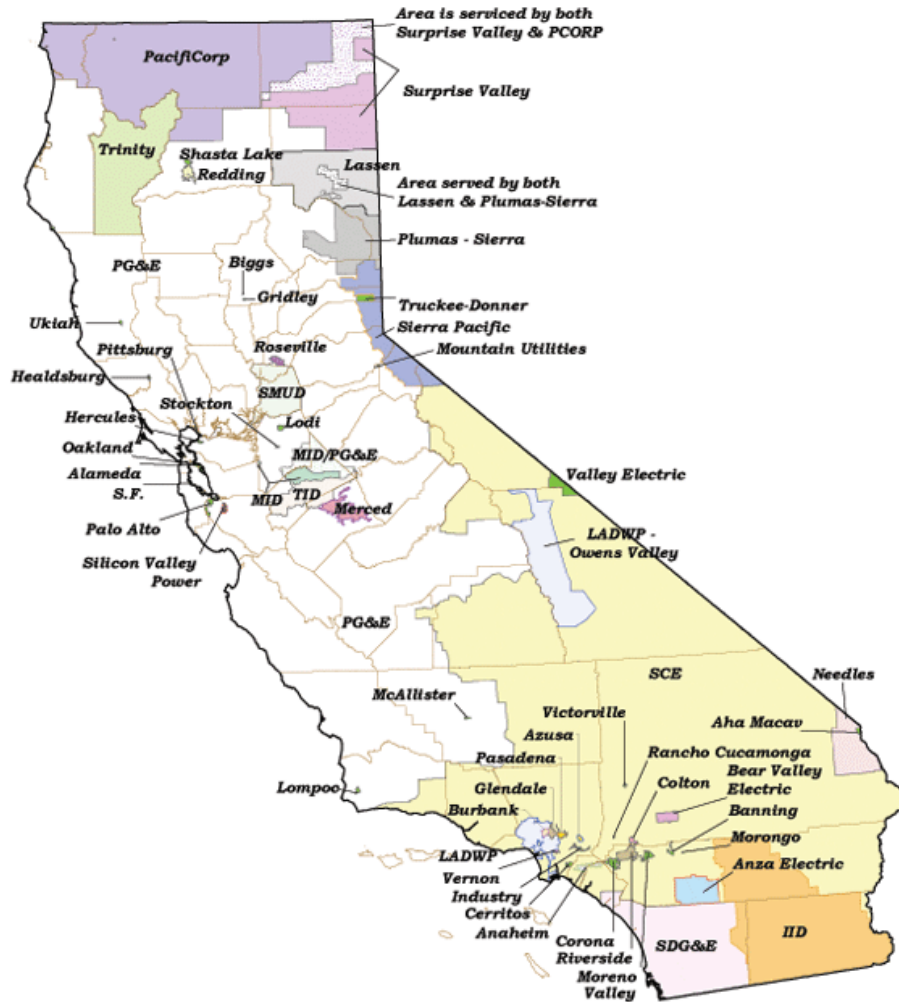 Area is serviced by both
Surprise Valley & PCORP
PacifiCorp
Surprise Valley
Trinity
Shasta Lake
Redding
Lassen
Area served by both
Lassen & Plumas-Sierra
Plumas - Sierra
PG&E
Biggs
Gridley
Truckee-Donner
Ukiah
Sierra Pacific
Pittsburg
Roseville
Mountain Utilities
Healdsburg
SMUD
Stockton
Hercules
Lodi
Oakland
MID/PG&E
Alameda
Valley Electric
S.F.
MID
TID
Merced
Palo Alto
LADWP -
Owens Valley
Silicon Valley
Power
PG&E
SCE
Needles
McAllister
Victorville
Aha Macav
Azusa
Rancho Cucamonga
Pasadena
Colton
Bear Valley
Electric
Lompoo
Glendale
Burbank
Banning
Morongo
LADWP
Anza Electric
Vernon
Industry
Cerritos
Anaheim
Corona
Riverside
Moreno
Valley
SDG&E
IID